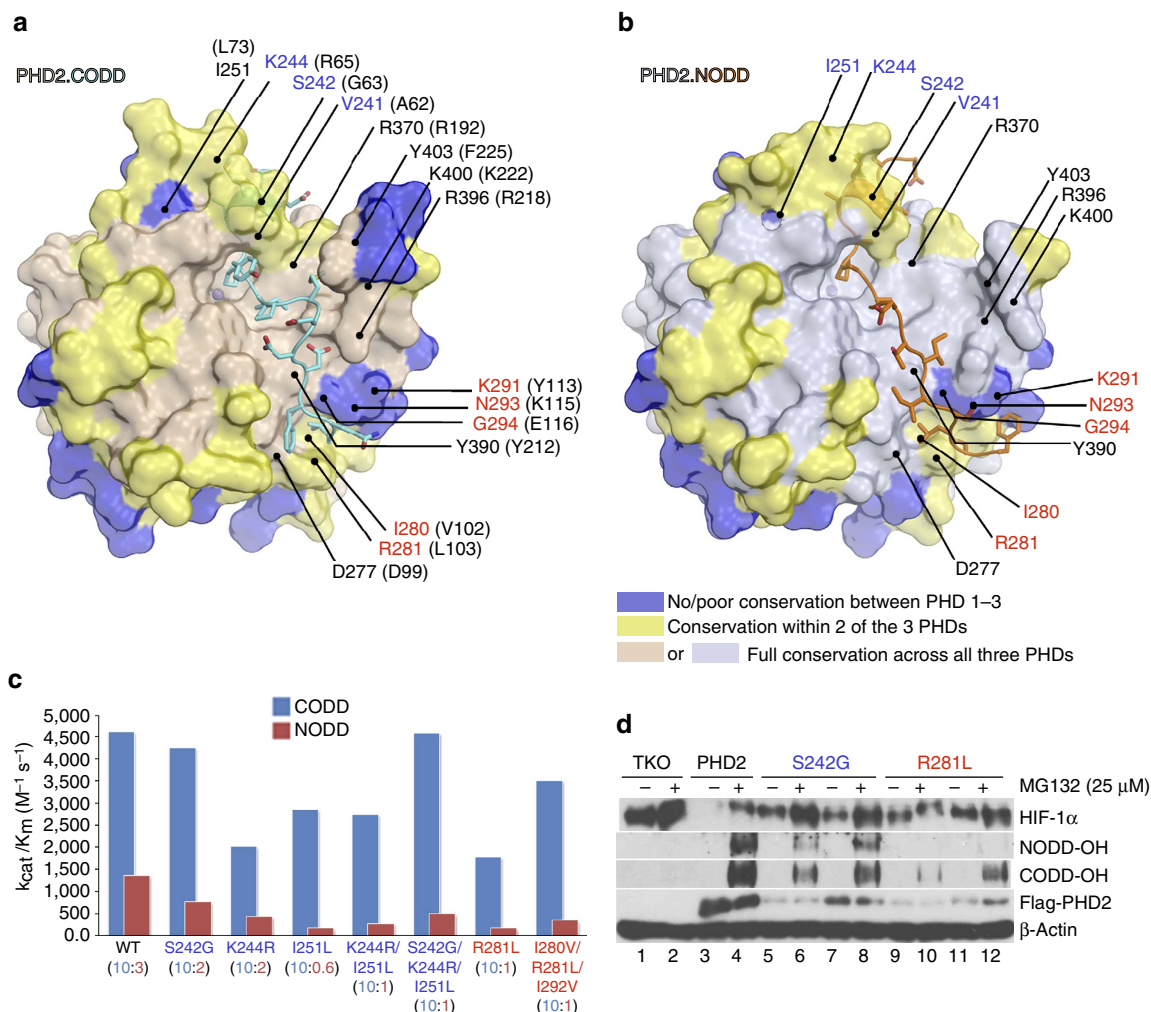 a
PHD2.CODD
(L73)
I251
K244 (R65)
S242 (G63)
V241 (A62)
R370 (R192)
Y403 (F225)
K400 (K222)
R396 (R218)
K291 (Y113)
N293 (K115)
G294 (E116)
Y390 (Y212)
I280 (V102)
R281 (L103)
D277 (D99)
b
PHD2.NODD
I251
K244
S242
V241
R370
Y403
R396
K400
K291
N293
G294
Y390
I280
R281
D277
No/poor conservation between PHD 1–3
Conservation within 2 of the 3 PHDs
or Full conservation across all three PHDs
c
kcat/Km (M−1 s−1)
5,000
4,500
4,000
3,500
3,000
2,500
2,000
1,500
1,000
500
0.0
CODD
NODD
WT
(10:3)
S242G
(10:2)
K244R
(10:2)
I251L
(10:0.6)
K244R/
I251L
(10:1)
S242G/
K244R/
I251L
(10:1)
R281L
(10:1)
I280V/
R281L/
I292V
(10:1)
d
TKO PHD2 S242G R281L
− + − + − + − + − + − + MG132 (25 μM)
HIF-1α
NODD-OH
CODD-OH
Flag-PHD2
β-Actin
1 2 3 4 5 6 7 8 9 10 11 12